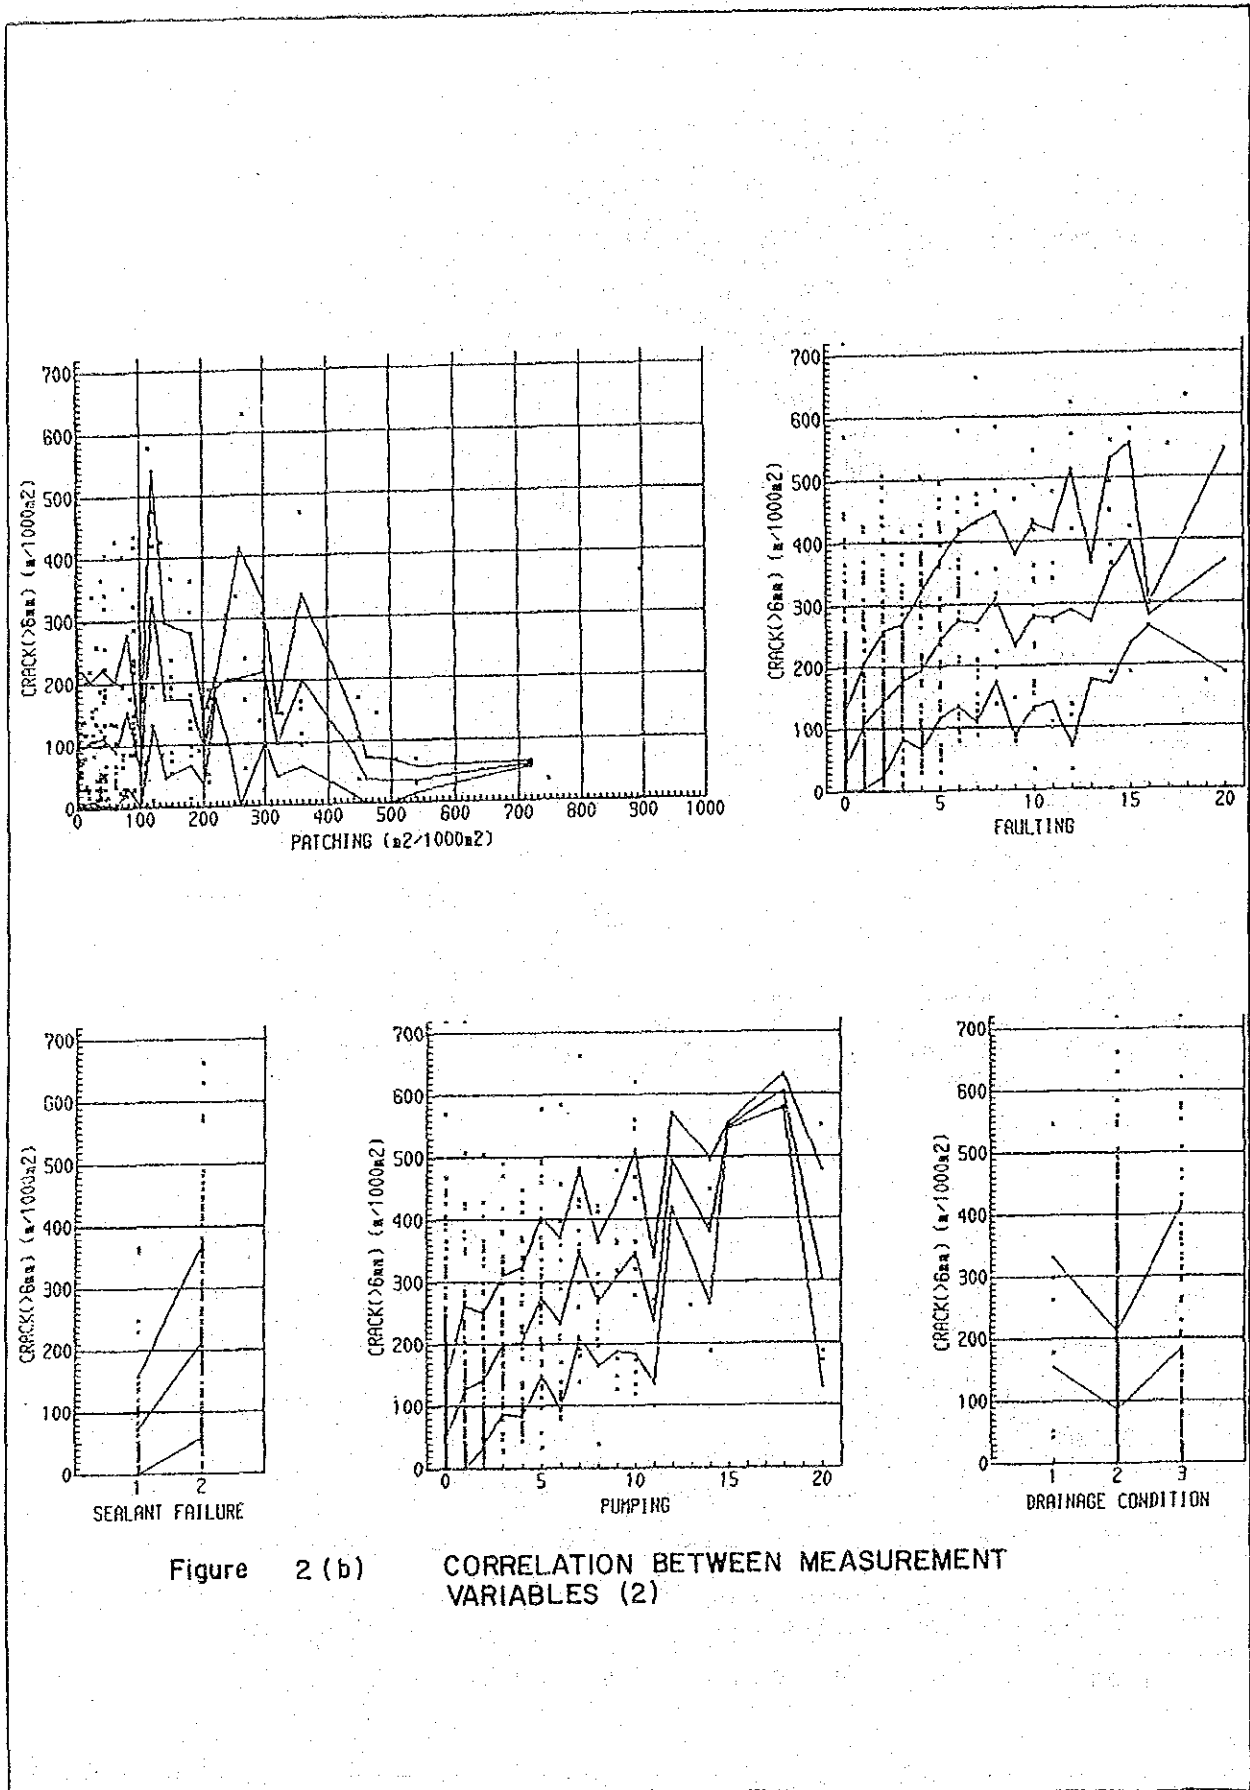 700
600
500
400
300
200
100
0
CRACK(>6mm) (m/1000m2)
0 100 200 300 400 500 600 700 800 900 1000
PATCHING (m2/1000m2)
700
600
500
400
300
200
100
0
CRACK(>6mm) (m/1000m2)
0 5 10 15 20
FAULTING
700
600
500
400
300
200
100
0
CRACK(>6mm) (m/1000m2)
1 2
SEALANT FAILURE
700
600
500
400
300
200
100
0
CRACK(>6mm) (m/1000m2)
0 5 10 15 20
PUMPING
700
600
500
400
300
200
100
0
CRACK(>6mm) (m/1000m2)
1 2 3
DRAINAGE CONDITION
Figure 2 (b) CORRELATION BETWEEN MEASUREMENT
VARIABLES (2)